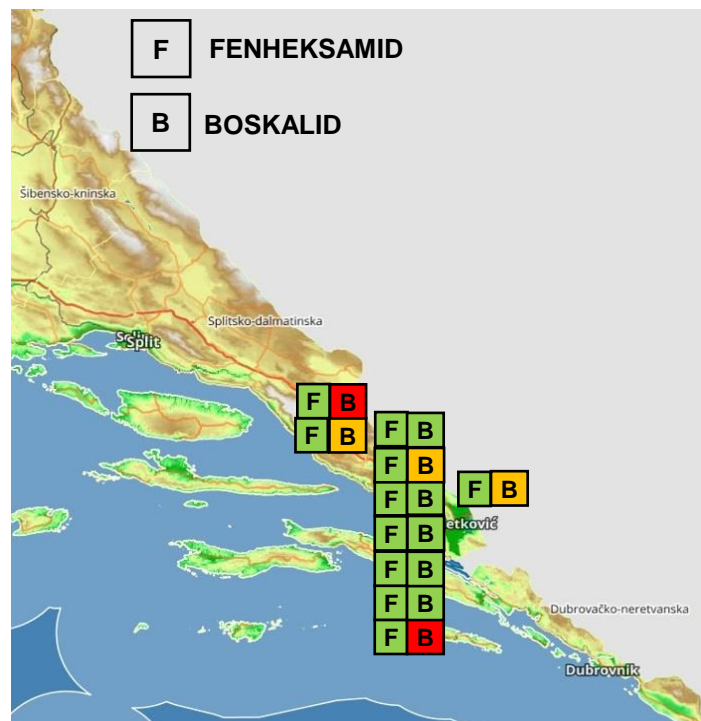 F FENHEKSAMID
B BOSKALID
Šibensko-kninska
Splitsko-dalmatinska
Split
F B
F B
F B
F B
F B
F B
etković
F B
F B
F B
F B
Dubrovačko-neretvanska
Dubrovnik